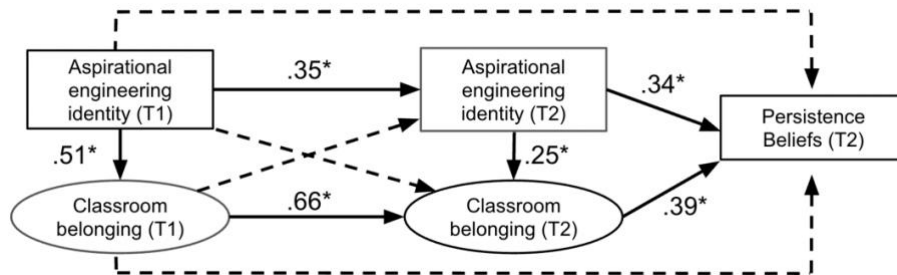 Aspirational
engineering
identity (T1)
.35*
Aspirational
engineering
identity (T2)
.34*
Persistence
Beliefs (T2)
.51*
.25*
Classroom
belonging (T1)
.66*
Classroom
belonging (T2)
.39*